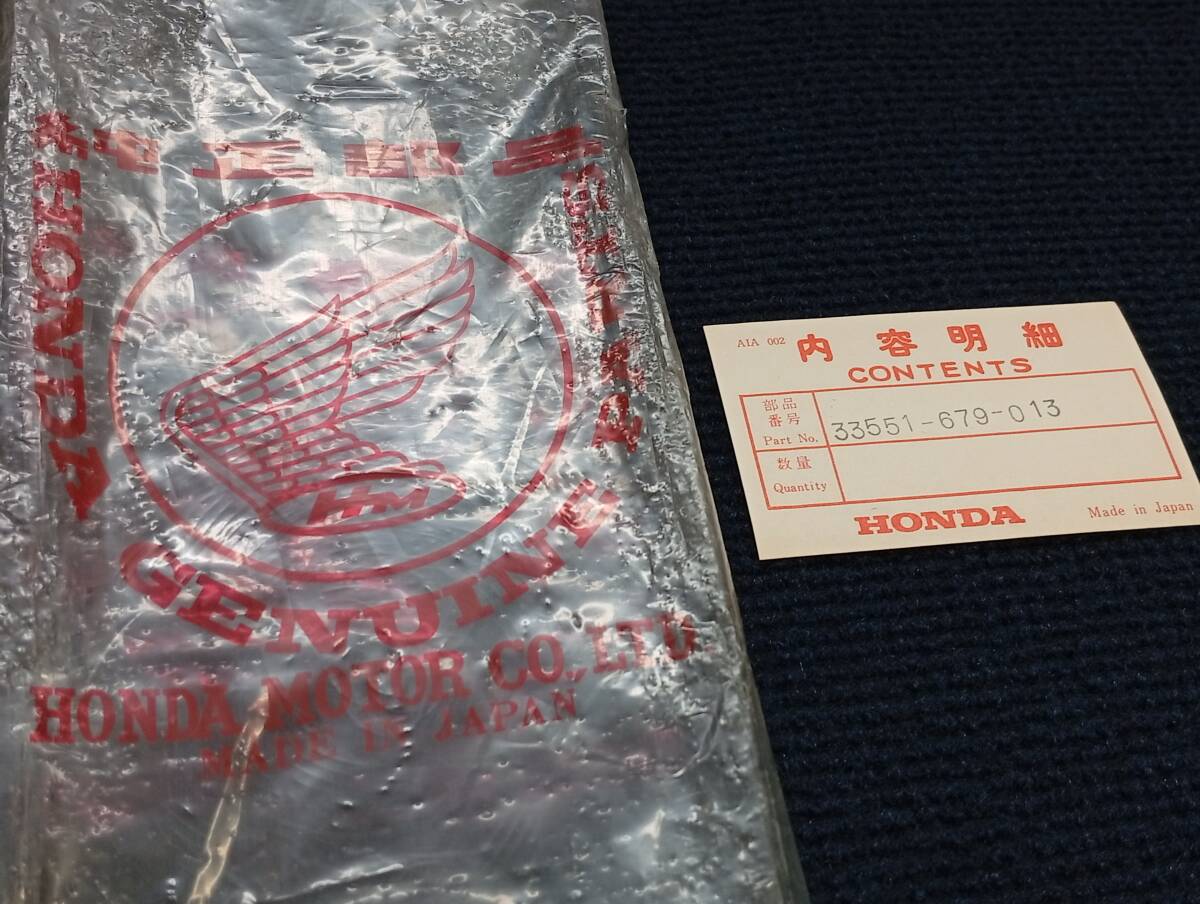 純正部品
HONDA
GENUINE
HM
HONDA MOTOR CO., LTD.
MADE IN JAPAN
AIA 002
内容明細
CONTENTS
部品
番号
Part No.
33551-679-013
数量
Quantity
HONDA
Made in Japan